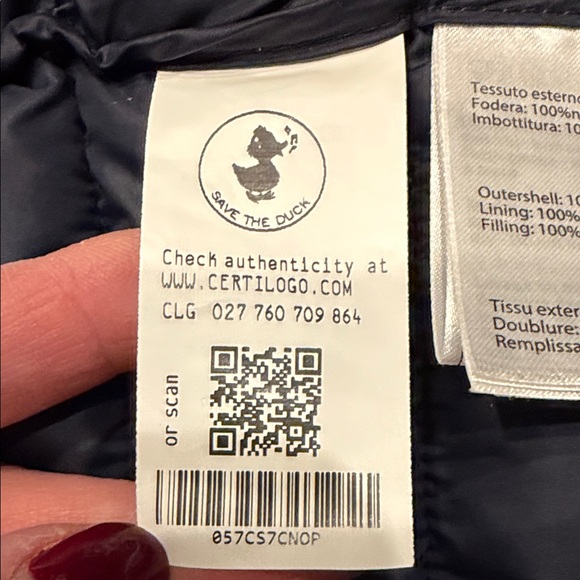 SAVE THE DUCK
Check authenticity at
WWW.CERTILOGO.COM
CLG 027 760 709 864
or scan
057CS7CNOP
Tessuto esterno
Fodera: 100%n
Imbottitura: 10
Outershell: 10
Lining: 100%
Filling: 100%
Tissu exter
Doublure:
Remplissa